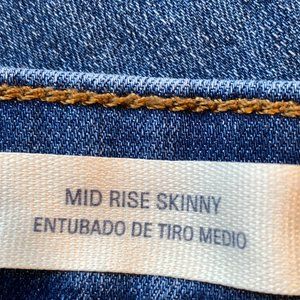 MID RISE SKINNY
ENTUBADO DE TIRO MEDIO